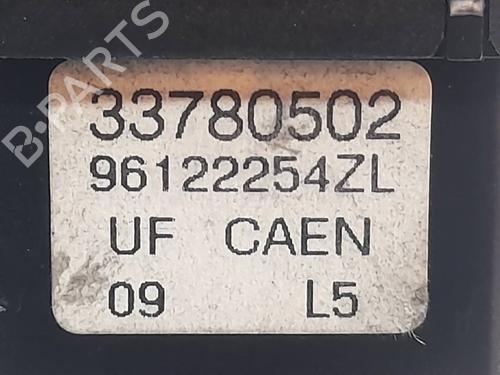 B-PARTS
33780502
96122254ZL
UF CAEN
09 L5